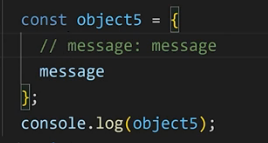 const object5 = {
// message: message
message
};
console.log(object5);